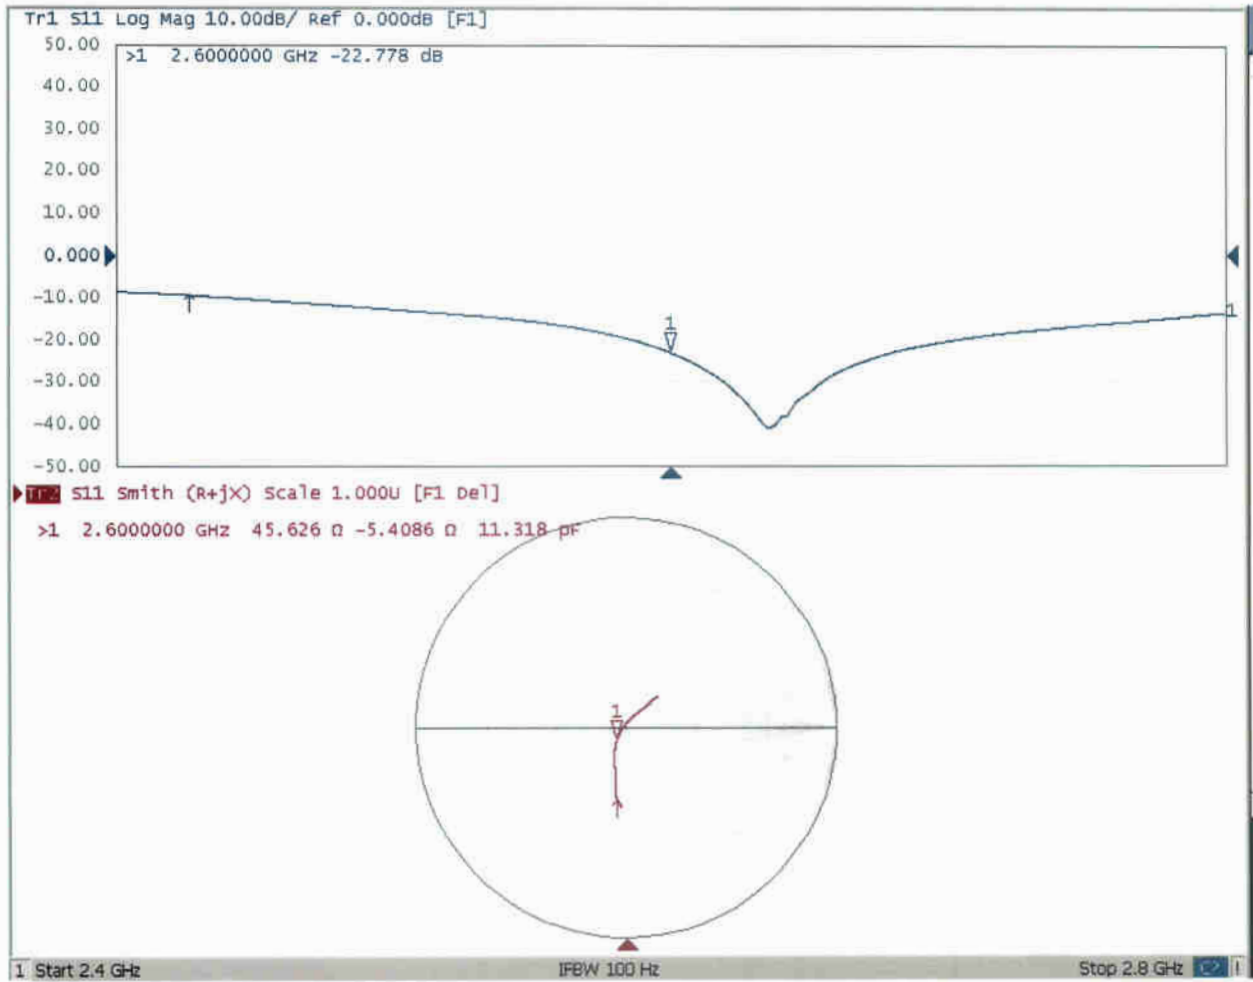 Tr1 S11 Log Mag 10.00dB/ Ref 0.000dB [F1]
50.00
>1 2.6000000 GHz -22.778 dB
40.00
30.00
20.00
10.00
0.000
-10.00
1
1
-20.00
-30.00
-40.00
-50.00
Tr2 S11 Smith (R+jX) Scale 1.000U [F1 Del]
>1 2.6000000 GHz 45.626 Ω -5.4086 Ω 11.318 pF
1
1 Start 2.4 GHz IFBW 100 Hz Stop 2.8 GHz C2 !